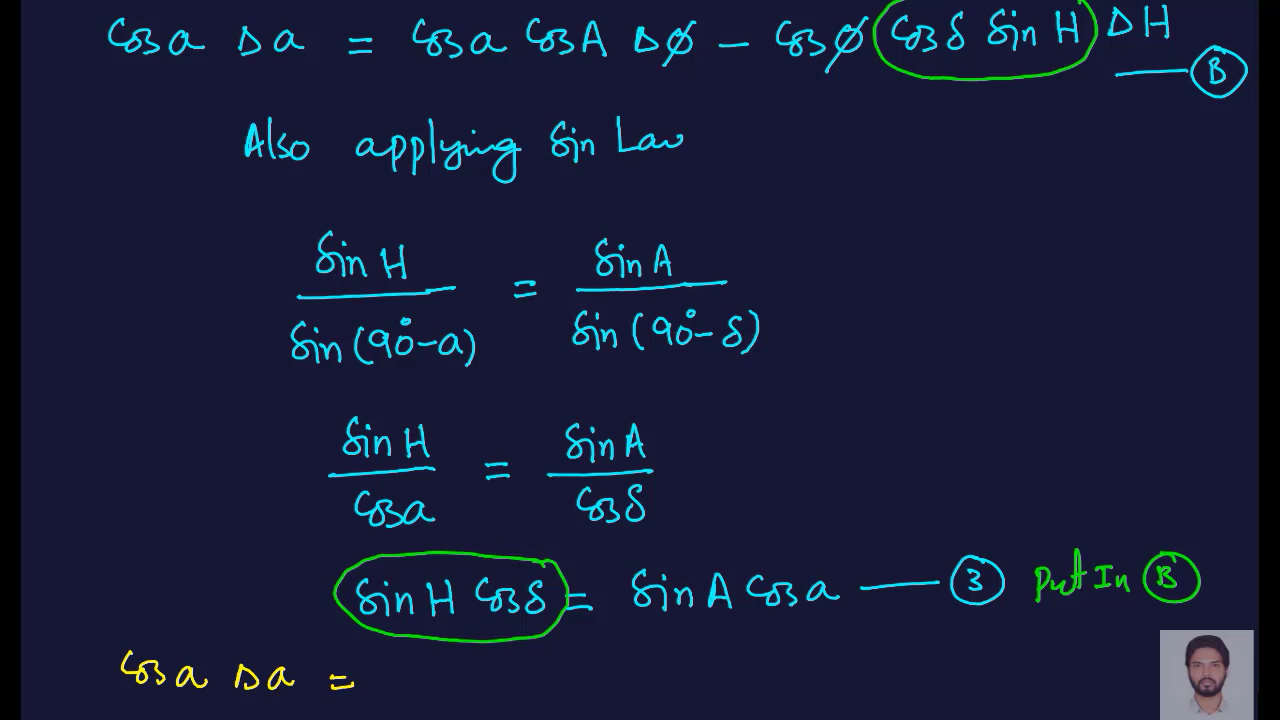 Cos a Δa = Cos a Cos A Δφ − Cos φ Cos δ Sin H ΔH — B
Also applying Sin Law
Sin H / Sin (90° − a) = Sin A / Sin (90° − δ)
Sin H / Cos a = Sin A / Cos δ
Sin H Cos δ = Sin A Cos a — 3 Put In B
Cos a Δa =